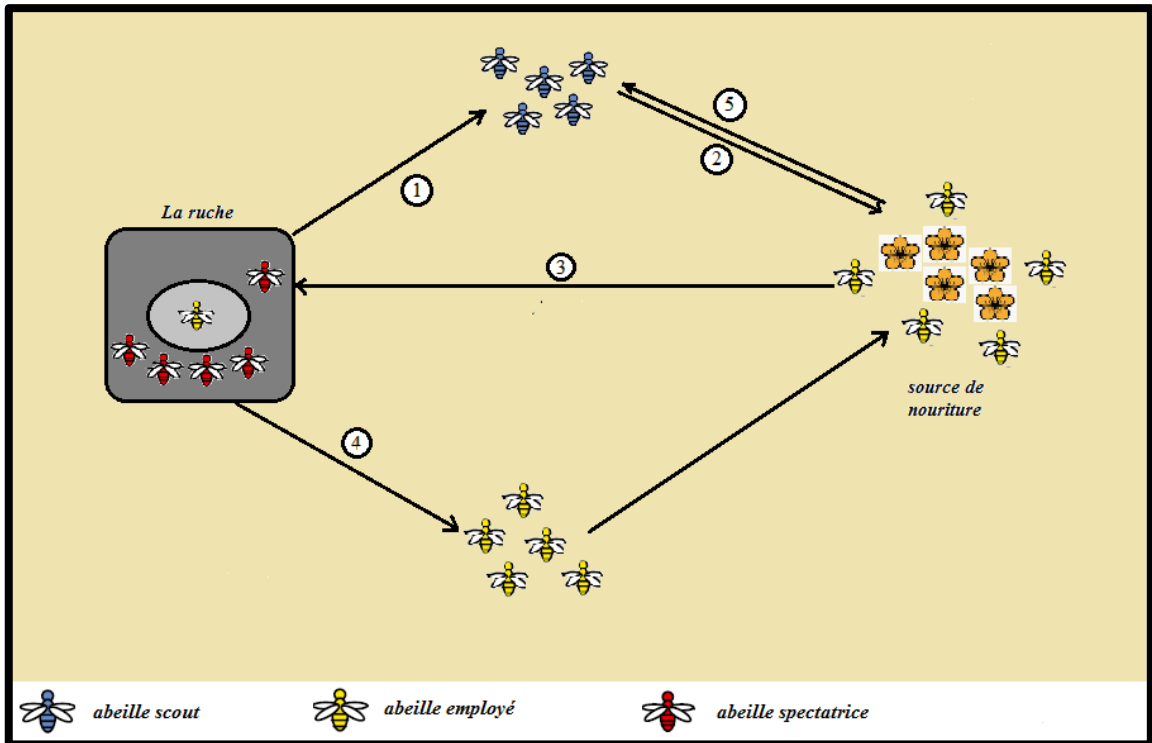 5
2
1
La ruche
3
source de
nouriture
4
abeille scout
abeille employé
abeille spectatrice